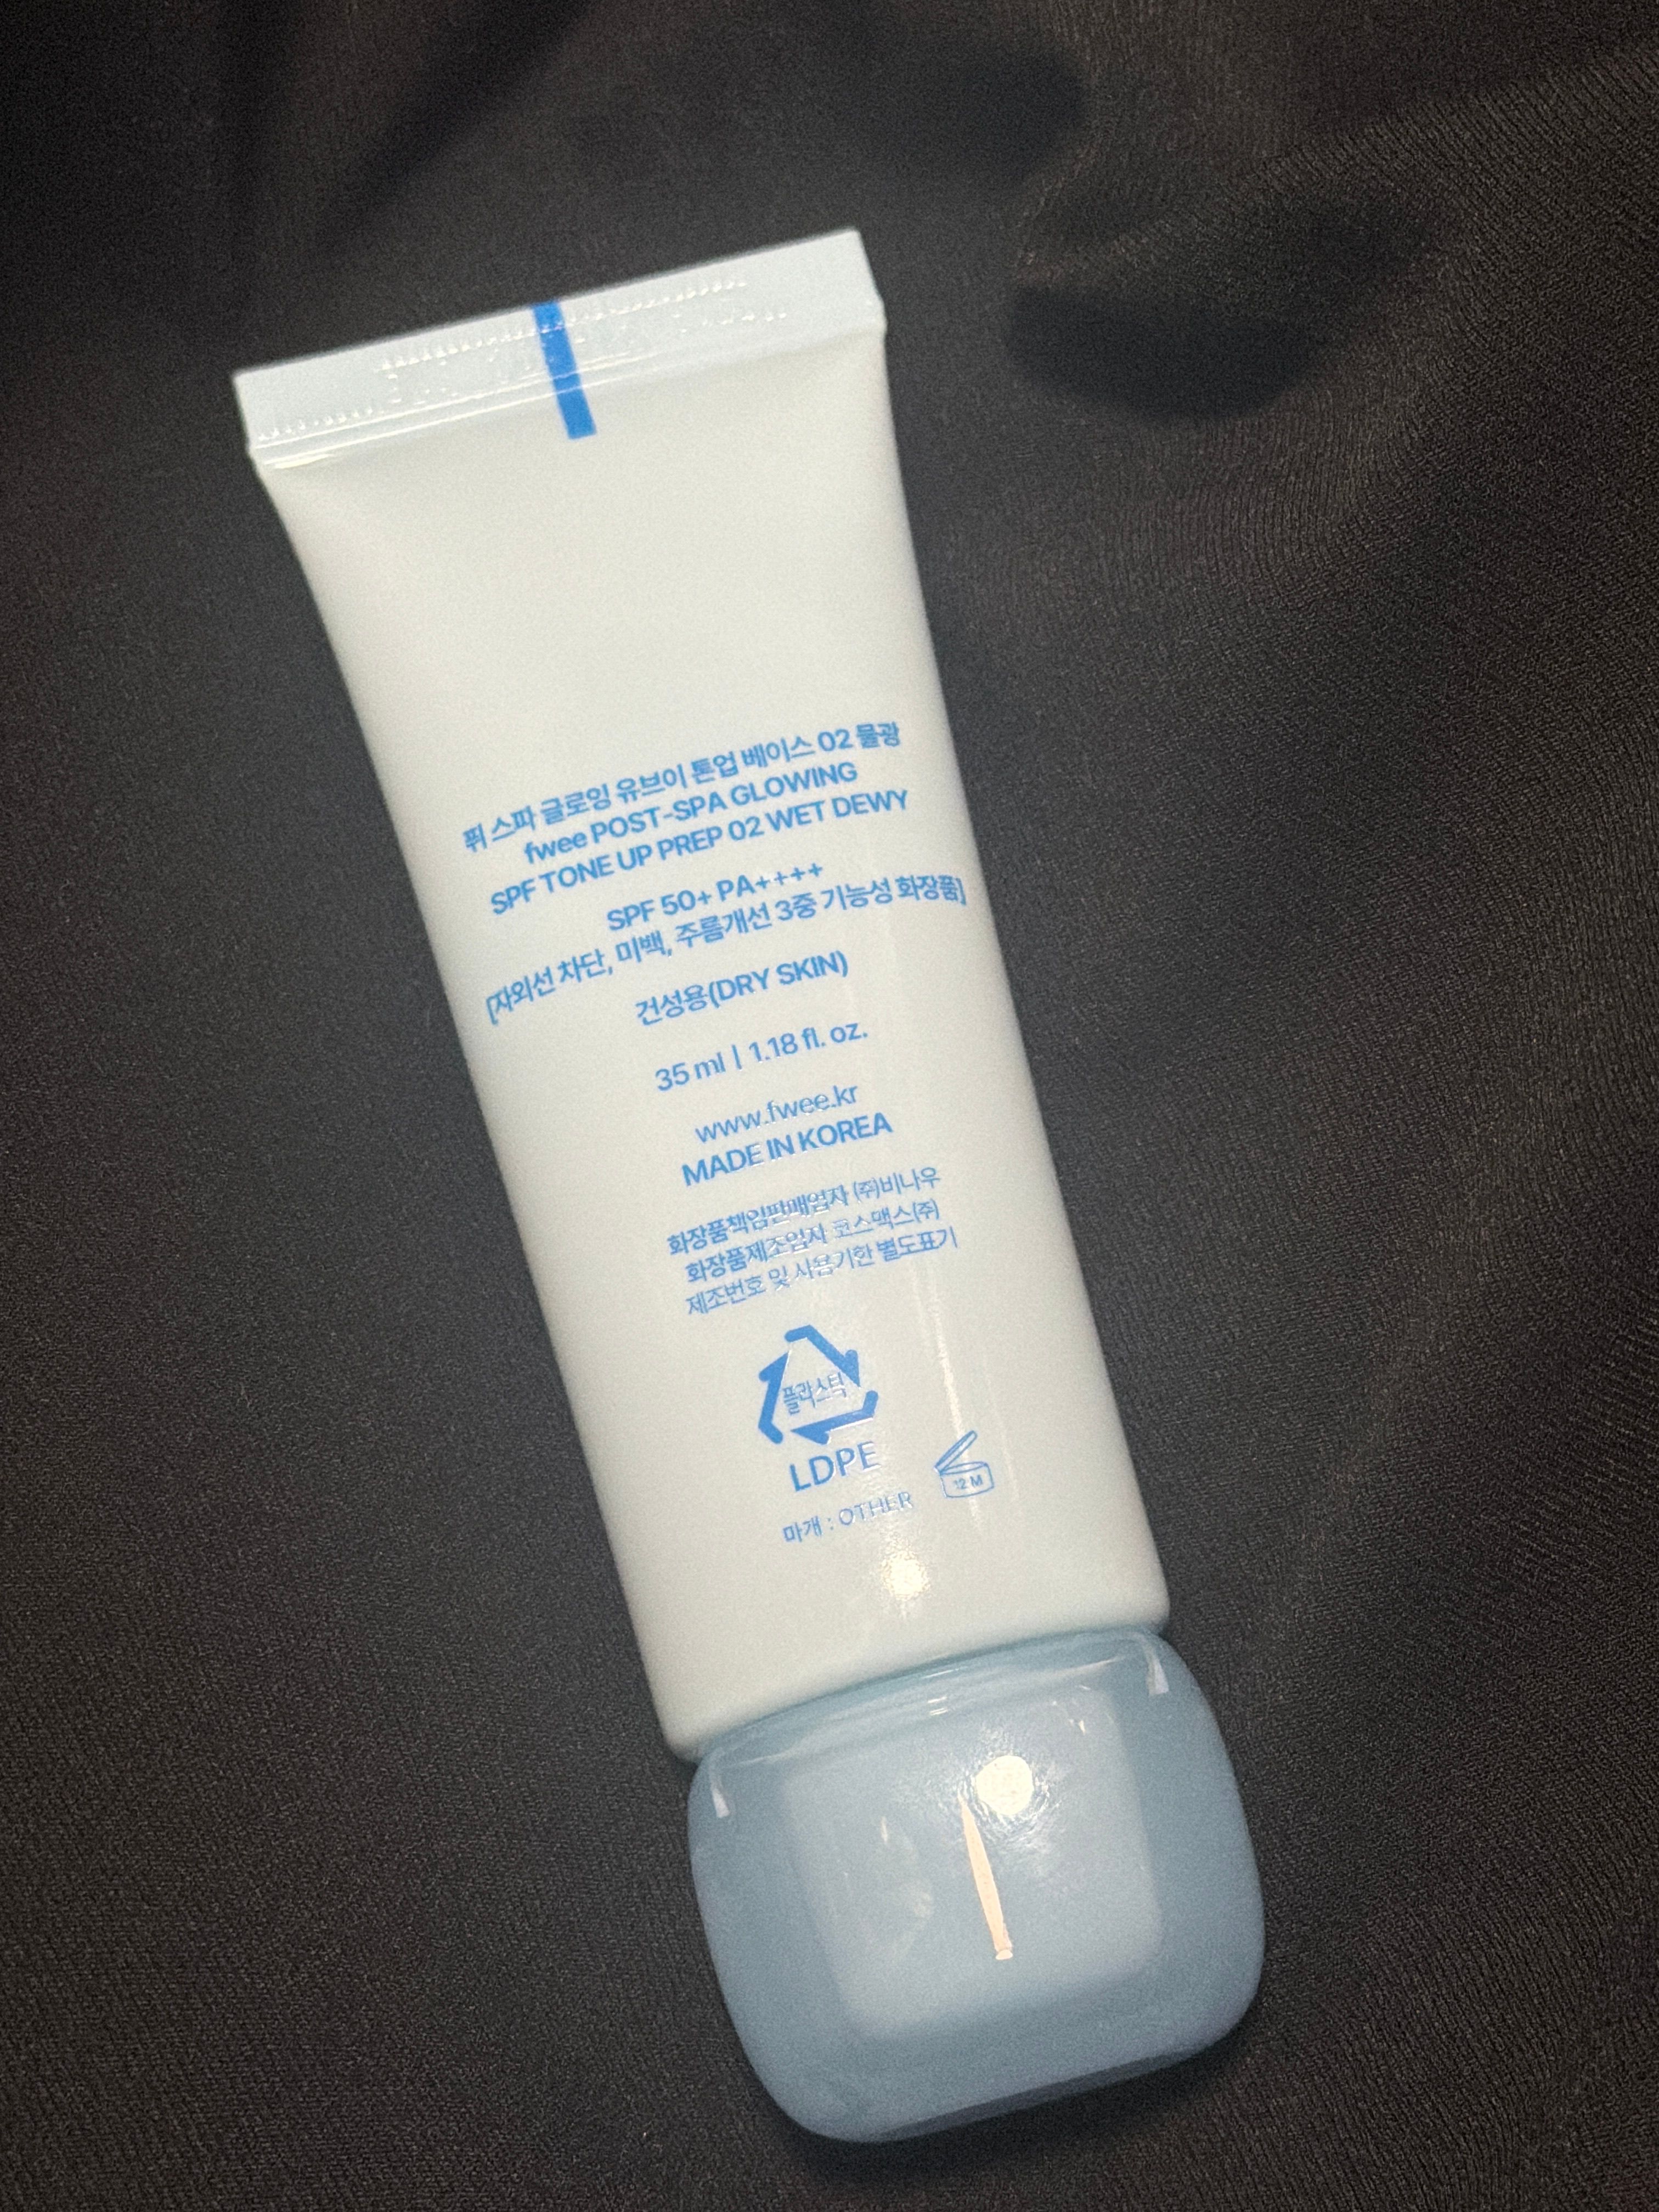 퓌 스파 글로잉 유브이 톤업 베이스 02 물광
fwee POST-SPA GLOWING
SPF TONE UP PREP 02 WET DEWY
SPF 50+ PA++++
[자외선 차단, 미백, 주름개선 3중 기능성 화장품]
건성용(DRY SKIN)
35 ml | 1.18 fl. oz.
www.fwee.kr
MADE IN KOREA
화장품책임판매업자 (주)비나우
화장품제조업자 코스맥스(주)
제조번호 및 사용기한 별도표기
플라스틱
LDPE
마개 : OTHER
12 M